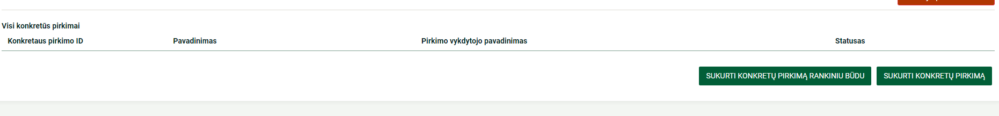 Visi konkretūs pirkimai
Konkretaus pirkimo ID Pavadinimas Pirkimo vykdytojo pavadinimas Statusas
SUKURTI KONKRETŲ PIRKIMĄ RANKINIU BŪDU SUKURTI KONKRETŲ PIRKIMĄ